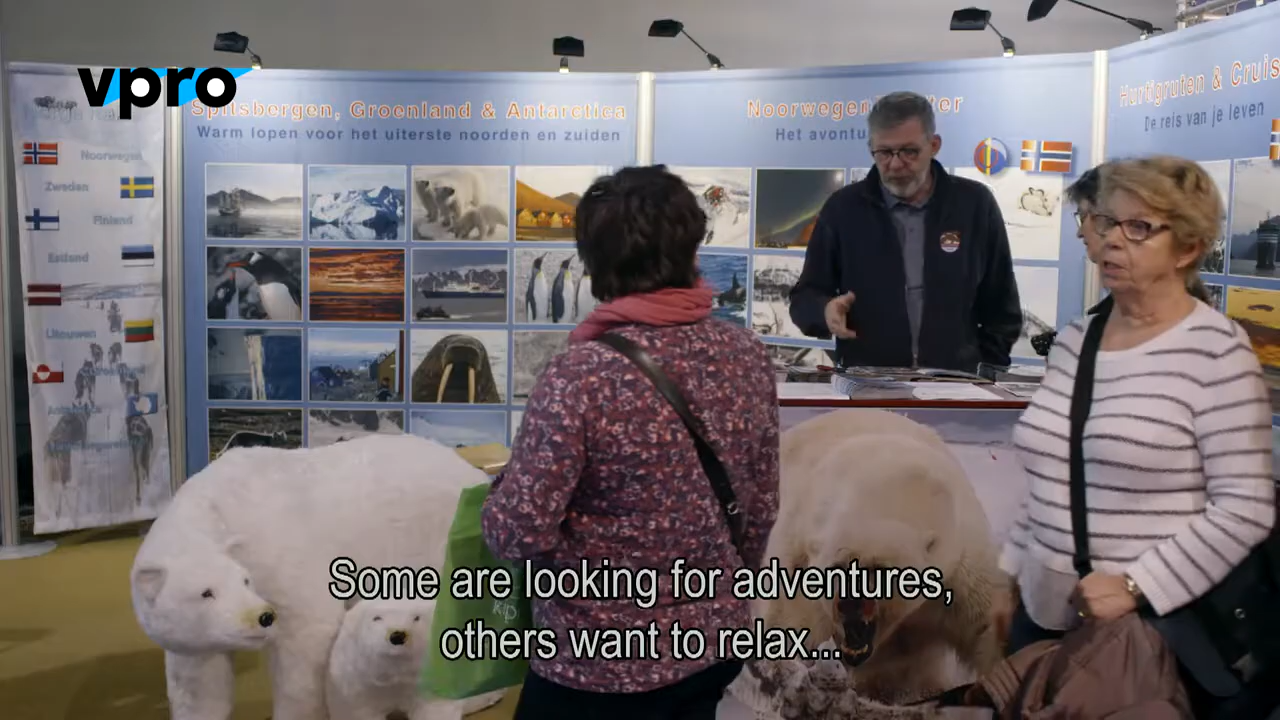 vpro
Spitsbergen, Groenland & Antarctica
Warm lopen voor het uiterste noorden en zuiden
Noorwegen
Het avontu
Hurtigruten & Cruis
De reis van je leven
Noorwegen
Zweden
Finland
Estland
Litouwen
Some are looking for adventures,
others want to relax...